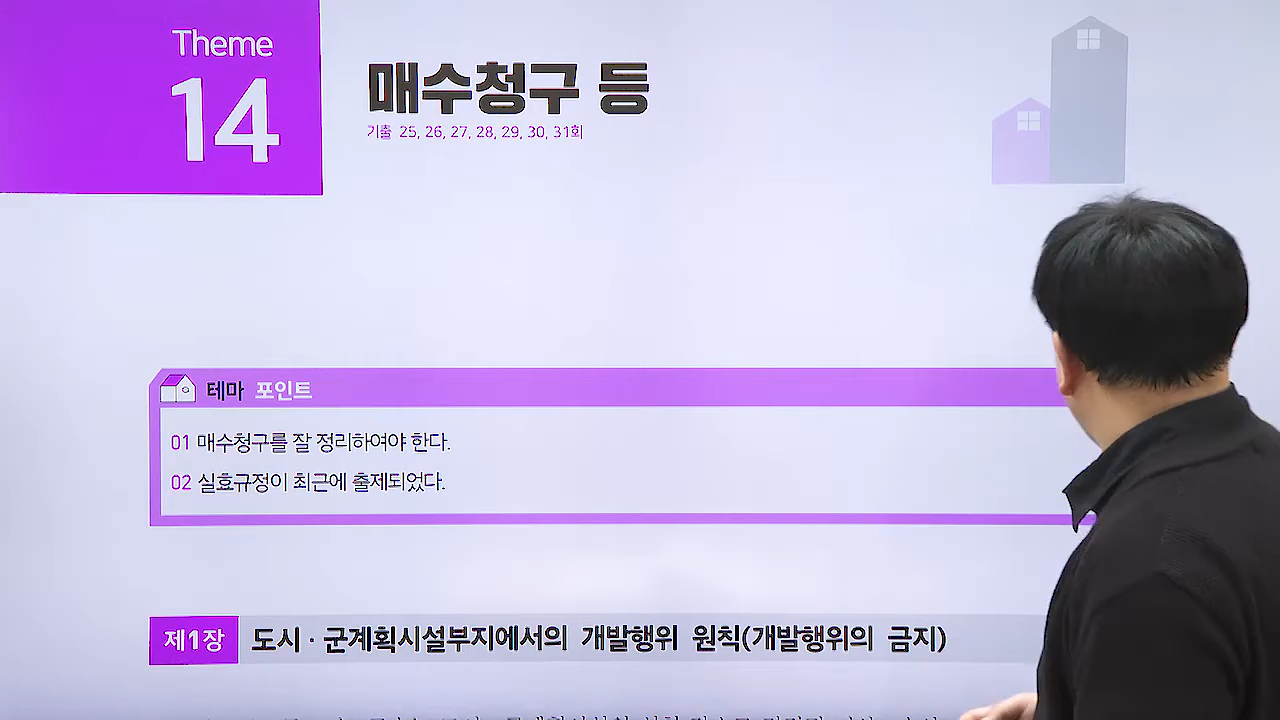 Theme
14
매수청구 등
기출 25, 26, 27, 28, 29, 30, 31회
테마 포인트
01 매수청구를 잘 정리하여야 한다.
02 실효규정이 최근에 출제되었다.
제1장 도시·군계획시설부지에서의 개발행위 원칙(개발행위의 금지)